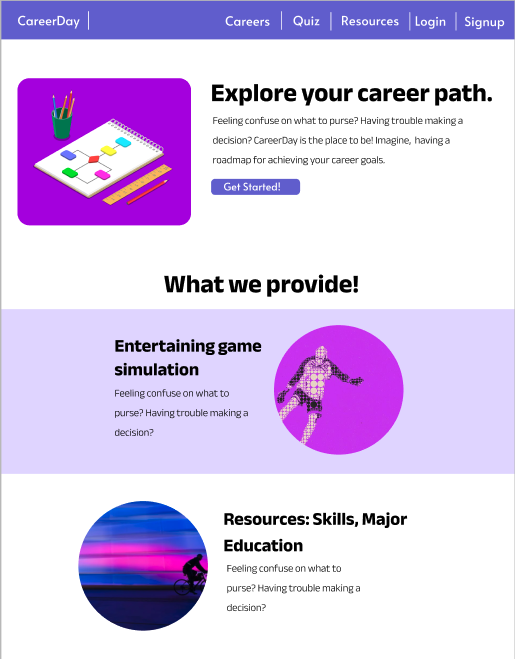 CareerDay
Careers
Quiz
Resources
Login
Signup
Explore your career path.
Feeling confuse on what to purse? Having trouble making a
decision? CareerDay is the place to be! Imagine, having a
roadmap for achieving your career goals.
Get Started!
What we provide!
Entertaining game
simulation
Feeling confuse on what to
purse? Having trouble making a
decision?
Resources: Skills, Major
Education
Feeling confuse on what to
purse? Having trouble making a
decision?